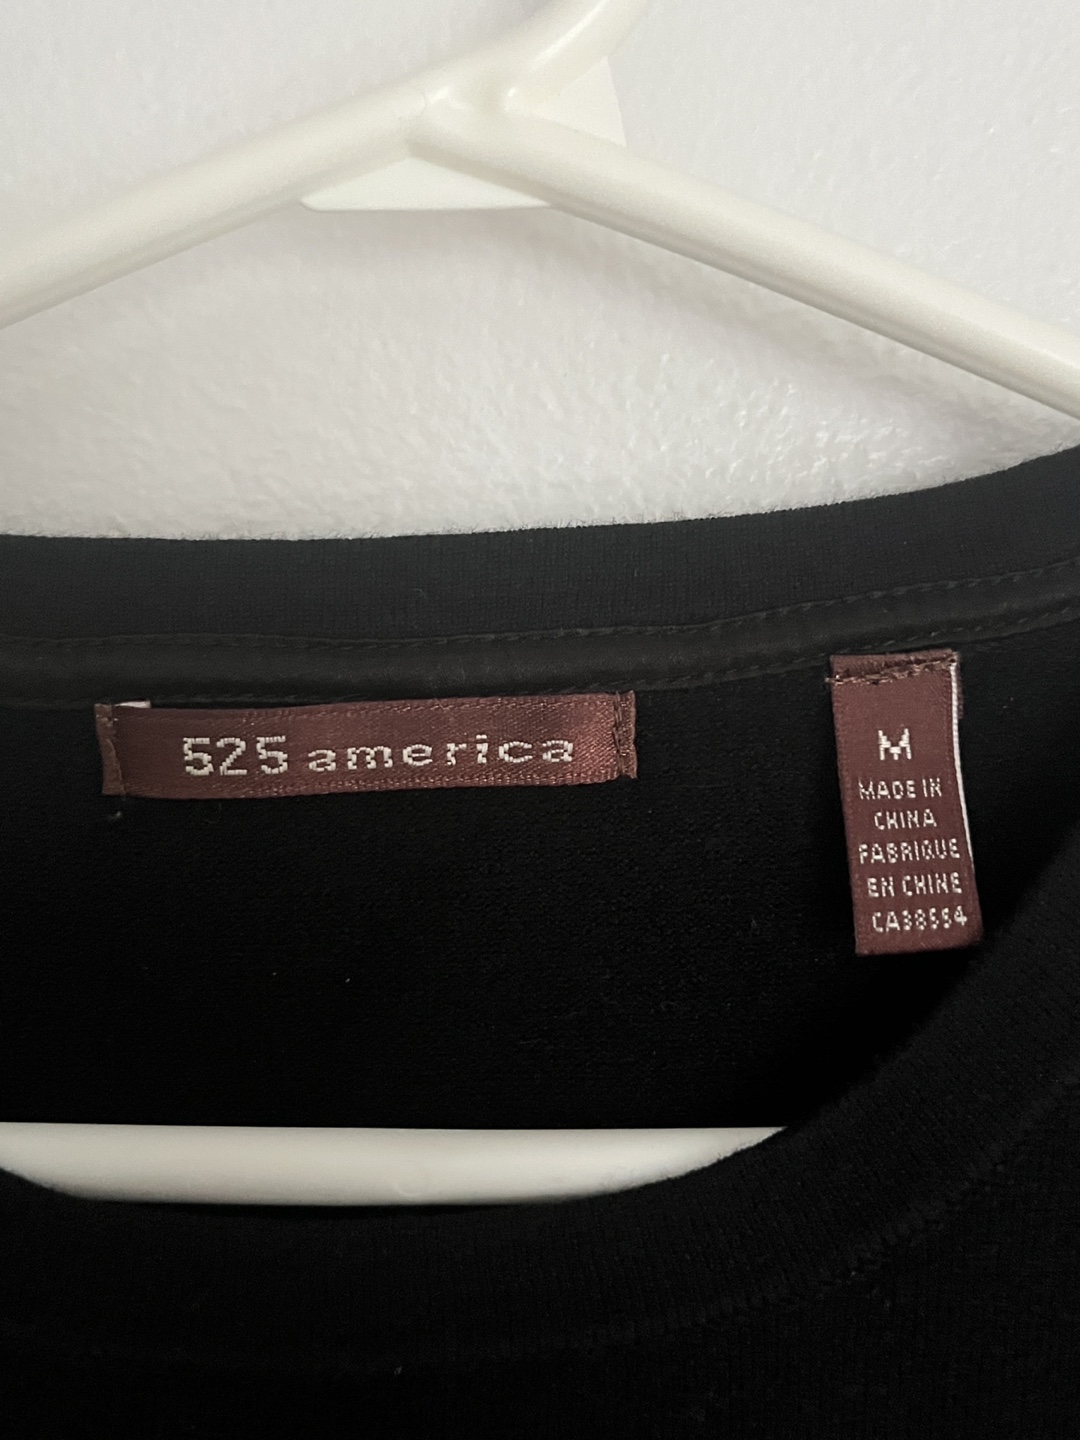 525 america
M
MADE IN
CHINA
FABRIQUE
EN CHINE
CA38554